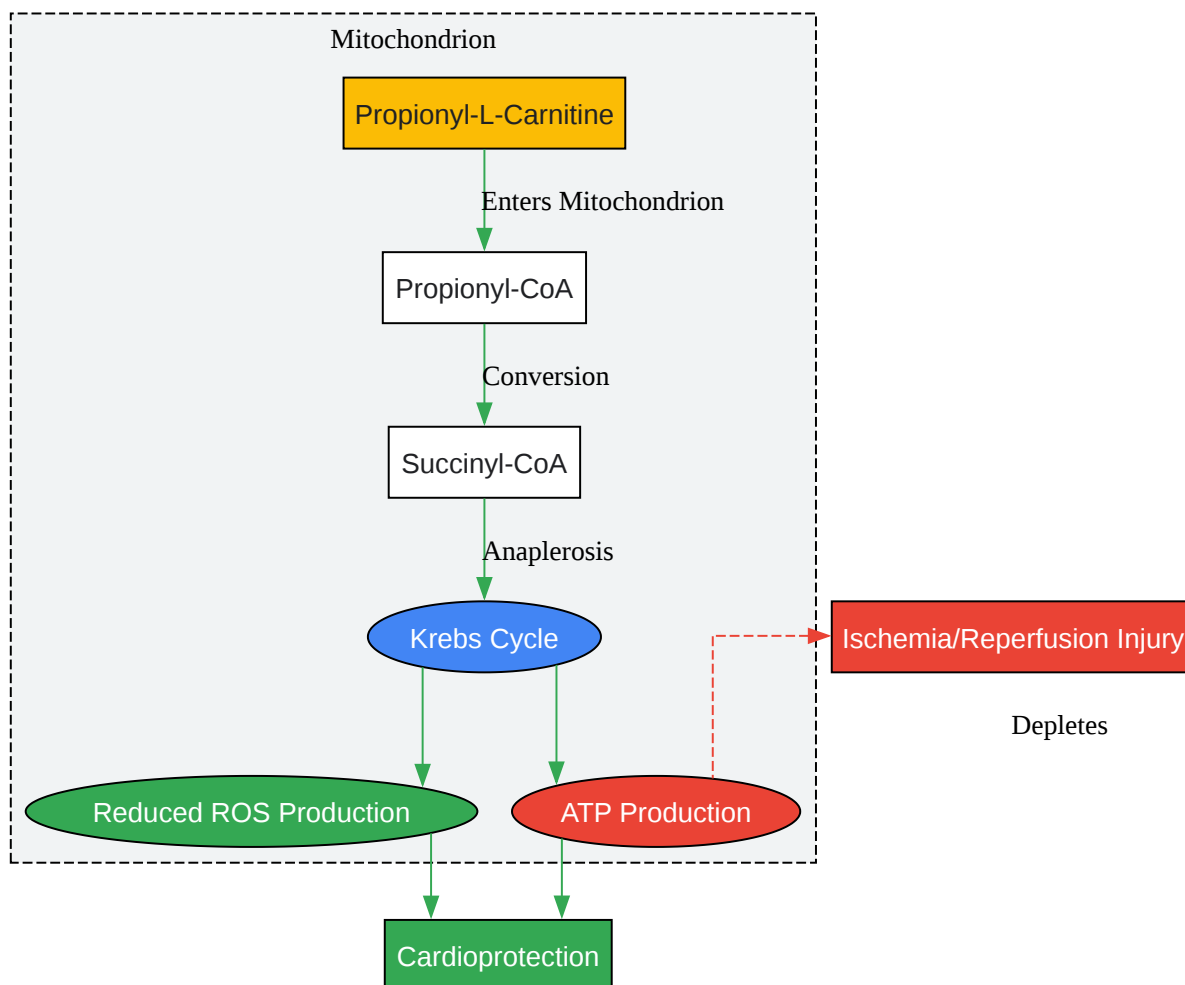 Mitochondrion
Propionyl-L-Carnitine
Enters Mitochondrion
Propionyl-CoA
Conversion
Succinyl-CoA
Anaplerosis
Krebs Cycle
Ischemia/Reperfusion Injury
Depletes
Reduced ROS Production
ATP Production
Cardioprotection